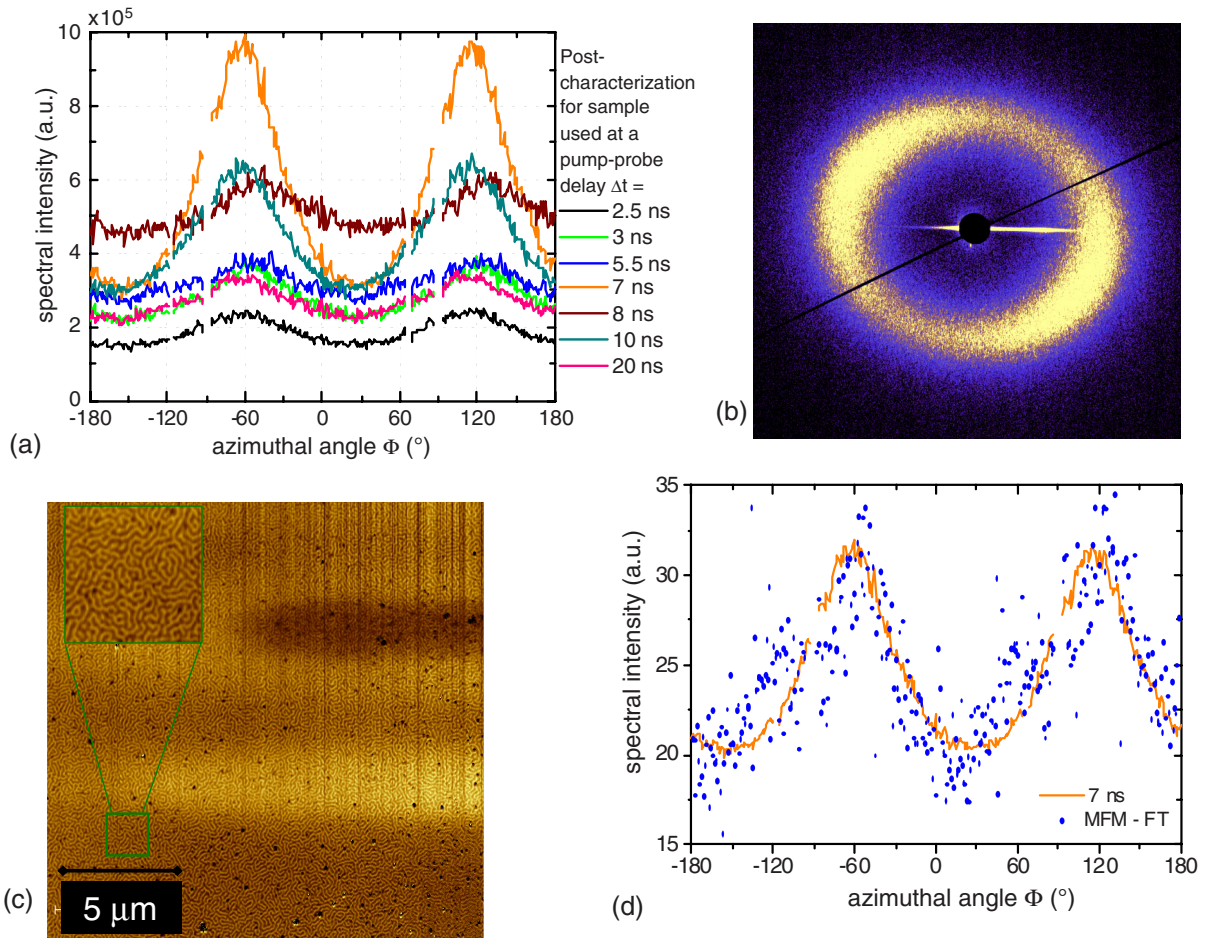 ×10⁵
10
8
6
4
2
0
spectral intensity (a.u.)
-180
-120
-60
0
60
120
180
azimuthal angle Φ (°)
(a)
Post-
characterization
for sample
used at a
pump-probe
delay Δt =
2.5 ns
3 ns
5.5 ns
7 ns
8 ns
10 ns
20 ns
(b)
5 μm
(c)
35
30
25
20
15
spectral intensity (a.u.)
7 ns
MFM - FT
-180
-120
-60
0
60
120
180
azimuthal angle Φ (°)
(d)